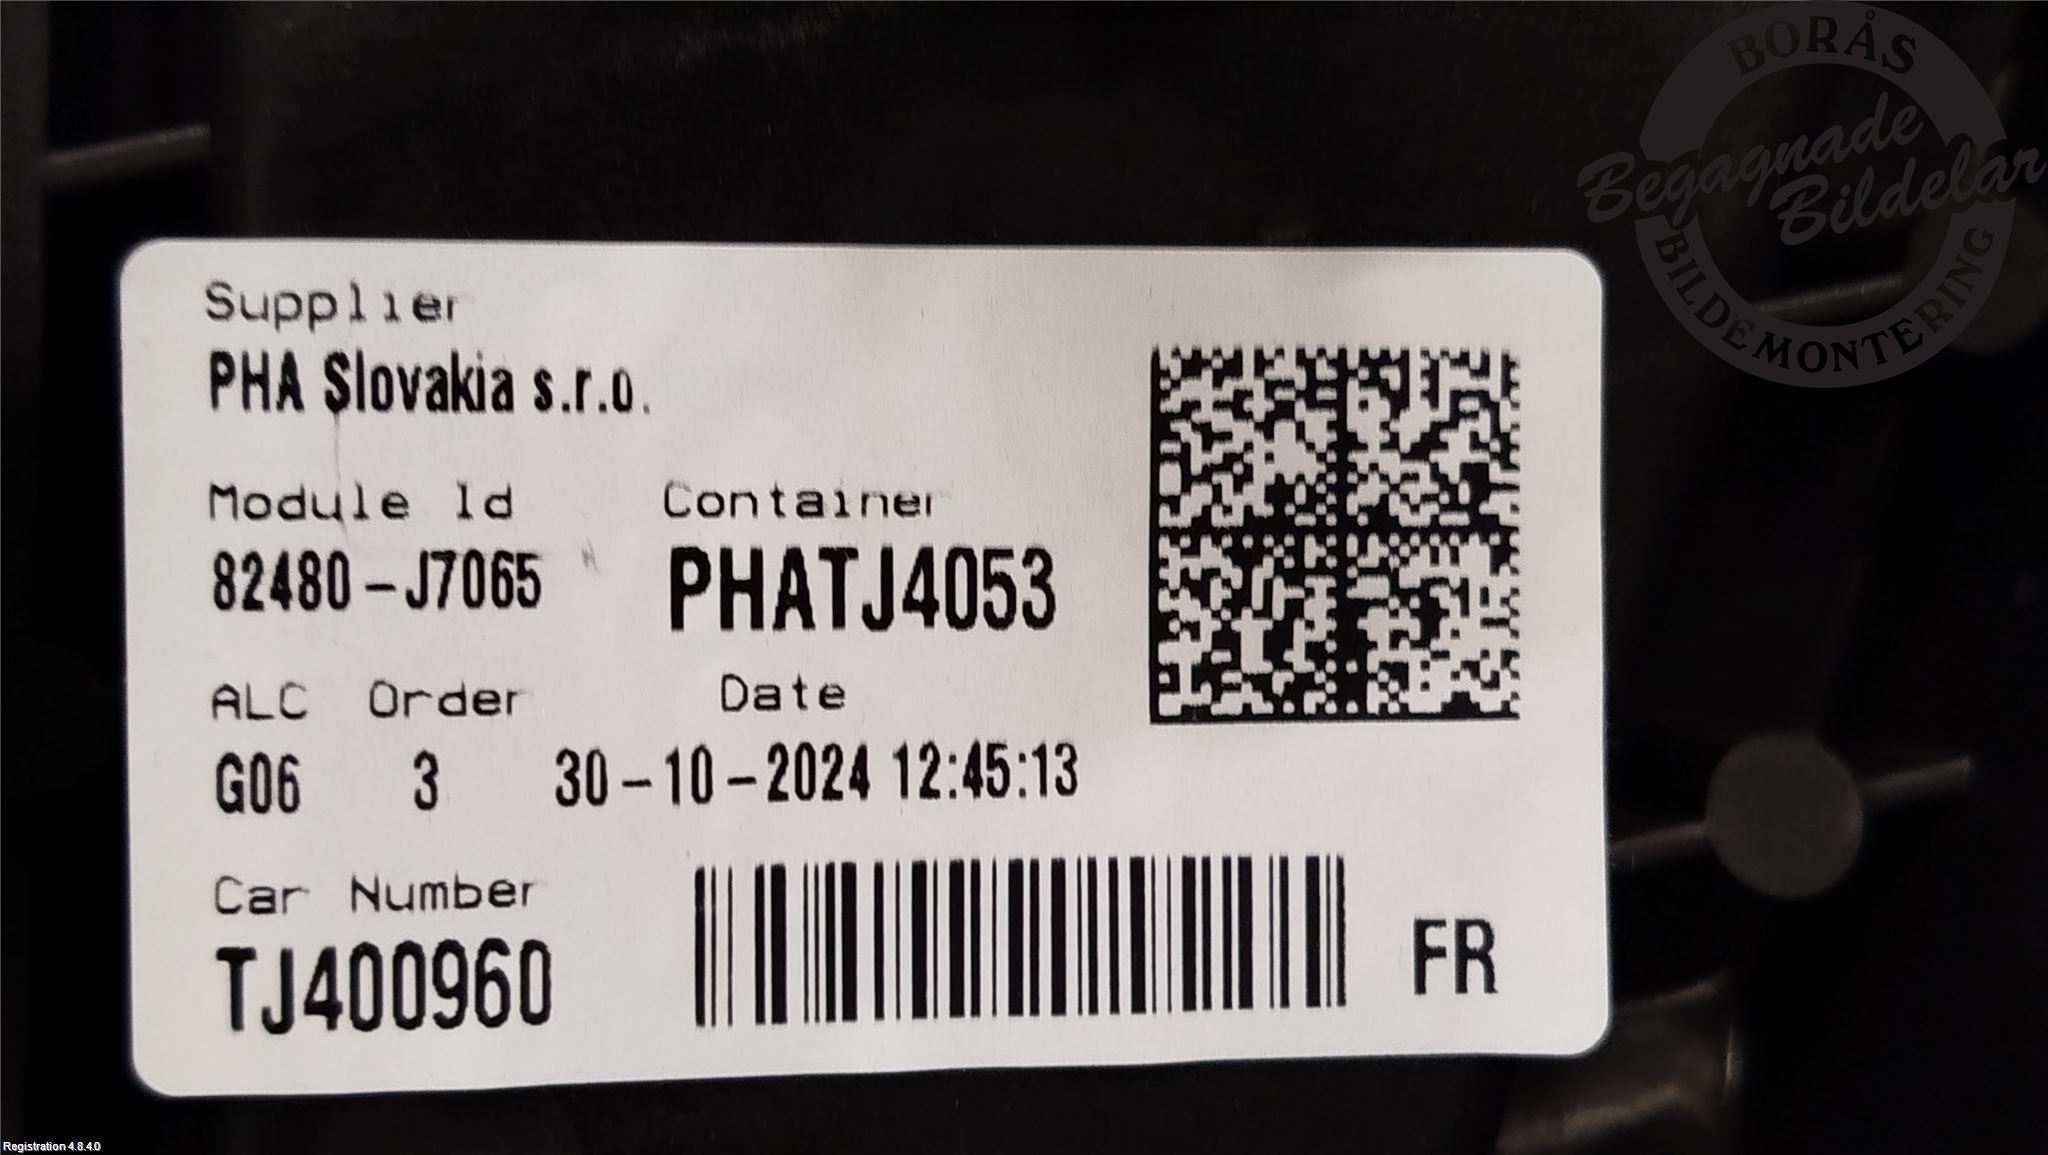 BORÅS
Begagnade
Bildelar
BILDEMONTERING
Supplier
PHA Slovakia s.r.o.
Module Id Container
82480-J7065 PHATJ4053
ALC Order Date
G06 3 30-10-2024 12:45:13
Car Number
TJ400960 FR
Registration 4.8.4.0